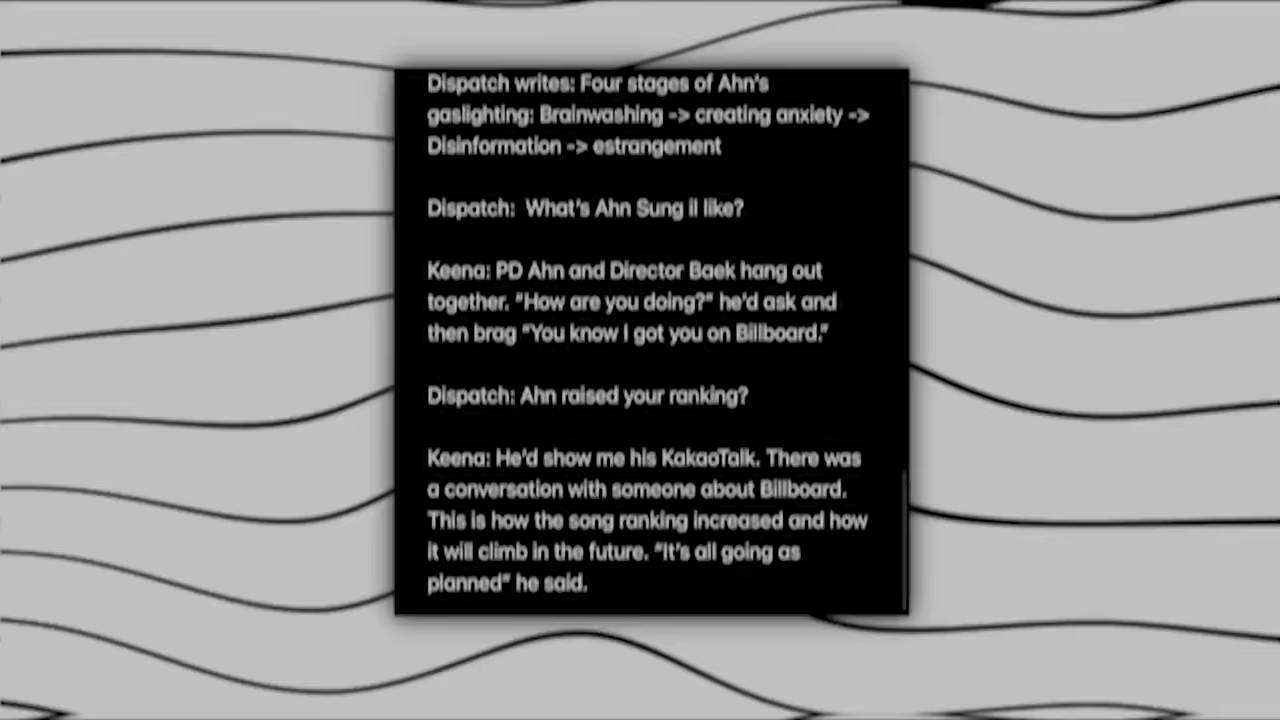 Dispatch writes: Four stages of Ahn's
gaslighting: Brainwashing -> creating anxiety ->
Disinformation -> estrangement
Dispatch:  What's Ahn Sung il like?
Keena: PD Ahn and Director Baek hang out
together. "How are you doing?" he'd ask and
then brag "You know I got you on Billboard."
Dispatch: Ahn raised your ranking?
Keena: He'd show me his KakaoTalk. There was
a conversation with someone about Billboard.
This is how the song ranking increased and how
it will climb in the future. "It's all going as
planned" he said.